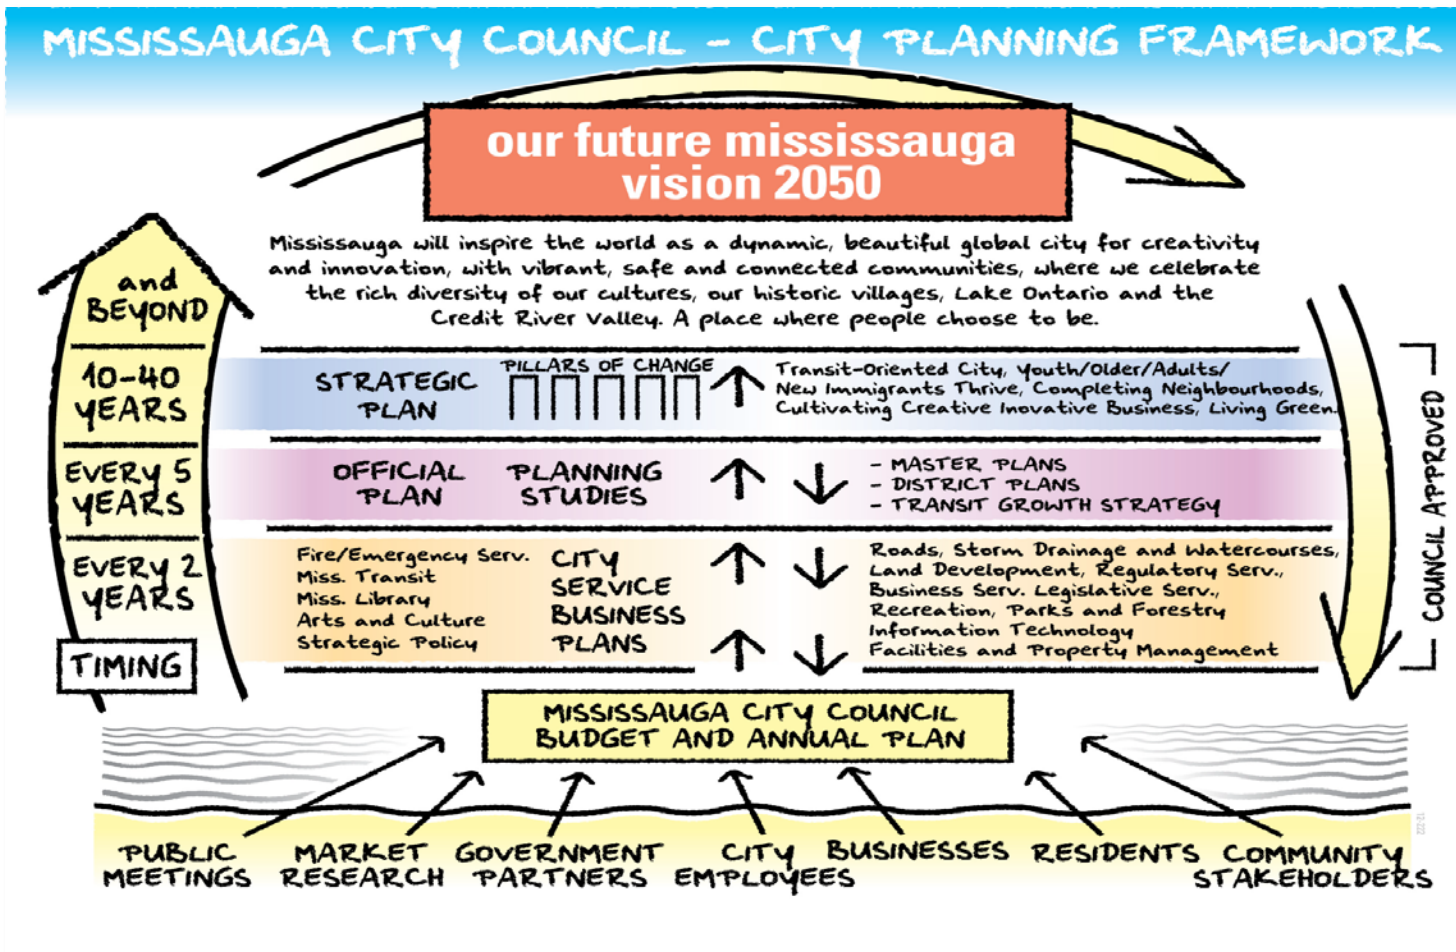 MISSISSAUGA CITY COUNCIL - CITY PLANNING FRAMEWORK
our future mississauga
vision 2050
Mississauga will inspire the world as a dynamic, beautiful global city for creativity
and innovation, with vibrant, safe and connected communities, where we celebrate
the rich diversity of our cultures, our historic villages, Lake Ontario and the
Credit River Valley. A place where people choose to be.
and
BEYOND
10-40
YEARS
STRATEGIC
PLAN
PILLARS OF CHANGE
Transit-Oriented City, Youth/Older/Adults/
New Immigrants Thrive, Completing Neighbourhoods,
Cultivating Creative Inovative Business, Living Green.
EVERY 5
YEARS
OFFICIAL
PLAN
PLANNING
STUDIES
- MASTER PLANS
- DISTRICT PLANS
- TRANSIT GROWTH STRATEGY
EVERY 2
YEARS
Fire/Emergency Serv.
Miss. Transit
Miss. Library
Arts and Culture
Strategic Policy
CITY
SERVICE
BUSINESS
PLANS
Roads, Storm Drainage and Watercourses,
Land Development, Regulatory Serv.,
Business Serv. Legislative Serv.,
Recreation, Parks and Forestry
Information Technology
Facilities and Property Management
TIMING
COUNCIL APPROVED
MISSISSAUGA CITY COUNCIL
BUDGET AND ANNUAL PLAN
PUBLIC
MEETINGS
MARKET
RESEARCH
GOVERNMENT
PARTNERS
CITY
EMPLOYEES
BUSINESSES
RESIDENTS
COMMUNITY
STAKEHOLDERS
12-222